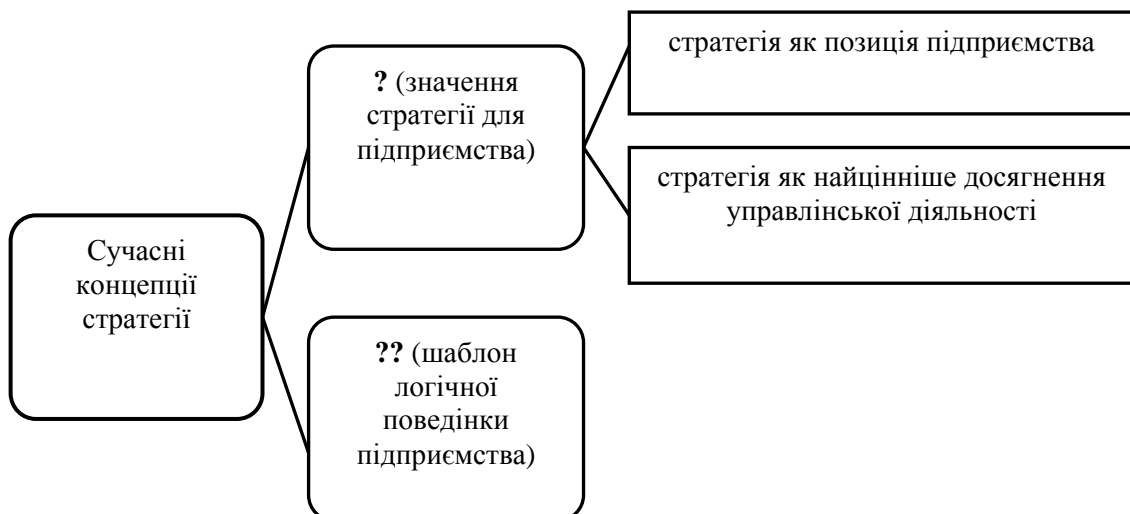 Сучасні
концепції
стратегії
? (значення
стратегії для
підприємства)
стратегія як позиція підприємства
стратегія як найцінніше досягнення
управлінської діяльності
?? (шаблон
логічної
поведінки
підприємства)